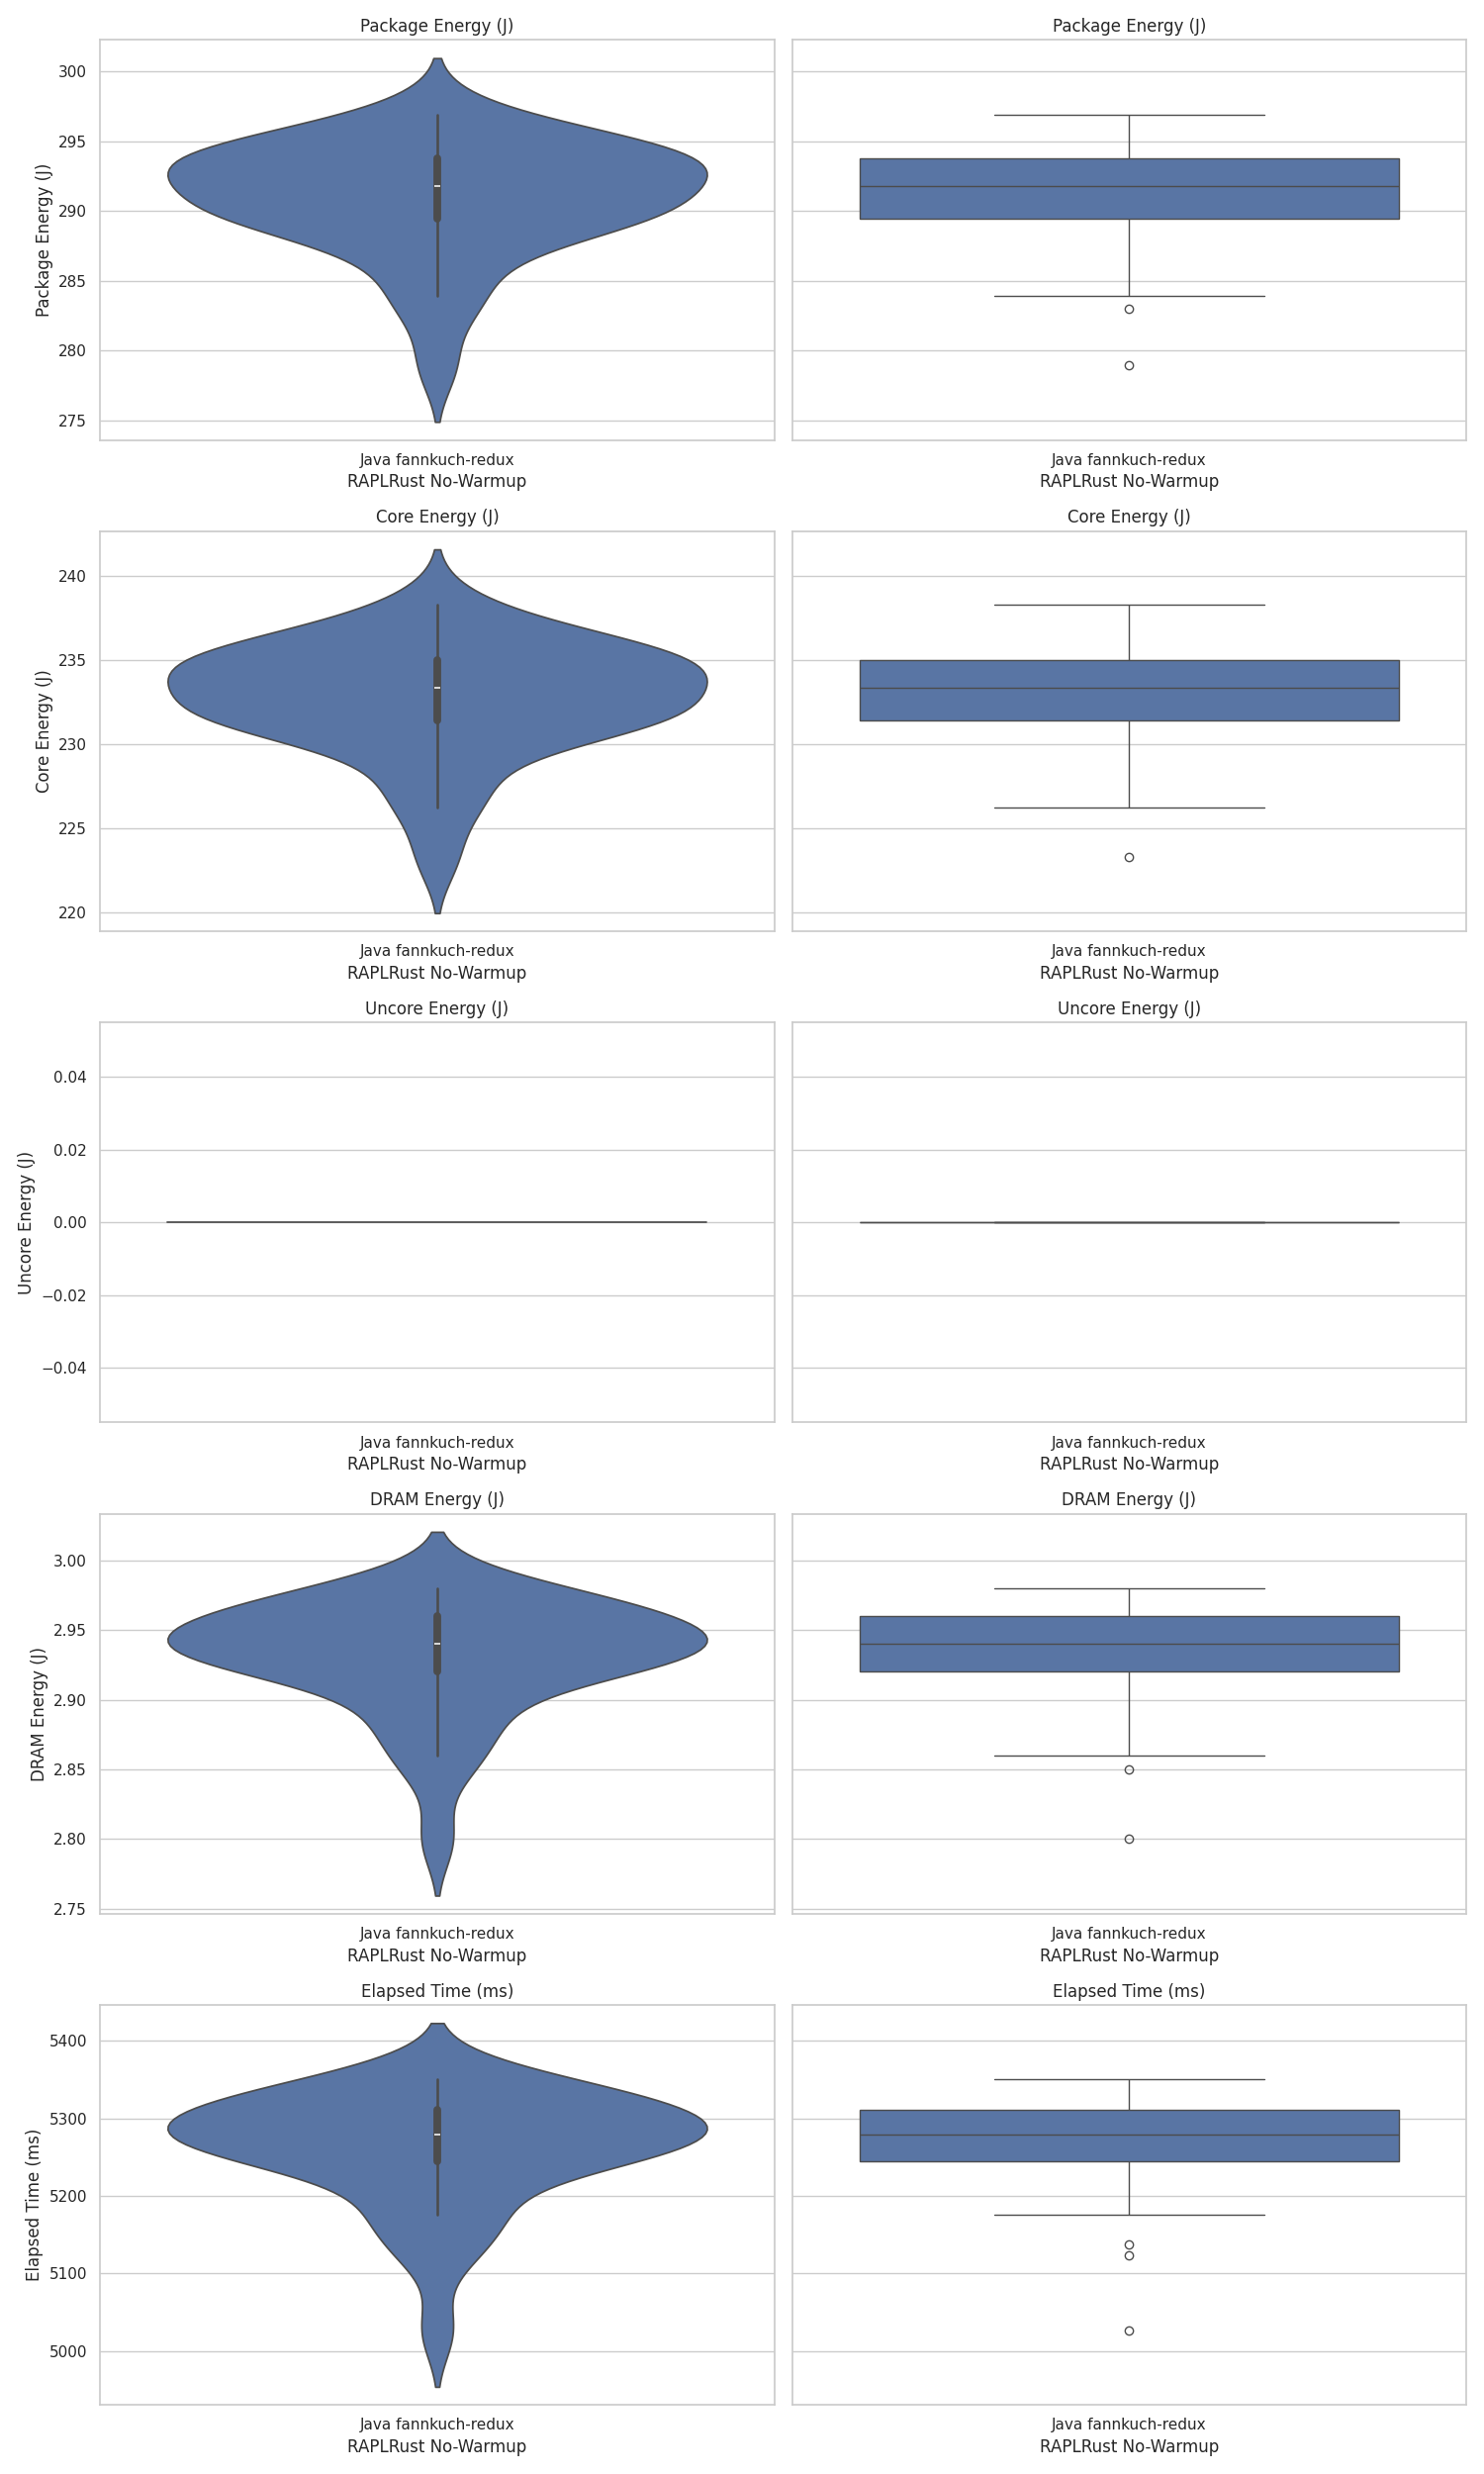 Package Energy (J)
Package Energy (J)
Package Energy (J)
300
295
290
285
280
275
Java fannkuch-redux
RAPLRust No-Warmup
Java fannkuch-redux
RAPLRust No-Warmup
Core Energy (J)
Core Energy (J)
Core Energy (J)
240
235
230
225
220
Java fannkuch-redux
RAPLRust No-Warmup
Java fannkuch-redux
RAPLRust No-Warmup
Uncore Energy (J)
Uncore Energy (J)
Uncore Energy (J)
0.04
0.02
0.00
−0.02
−0.04
Java fannkuch-redux
RAPLRust No-Warmup
Java fannkuch-redux
RAPLRust No-Warmup
DRAM Energy (J)
DRAM Energy (J)
DRAM Energy (J)
3.00
2.95
2.90
2.85
2.80
2.75
Java fannkuch-redux
RAPLRust No-Warmup
Java fannkuch-redux
RAPLRust No-Warmup
Elapsed Time (ms)
Elapsed Time (ms)
Elapsed Time (ms)
5400
5300
5200
5100
5000
Java fannkuch-redux
RAPLRust No-Warmup
Java fannkuch-redux
RAPLRust No-Warmup